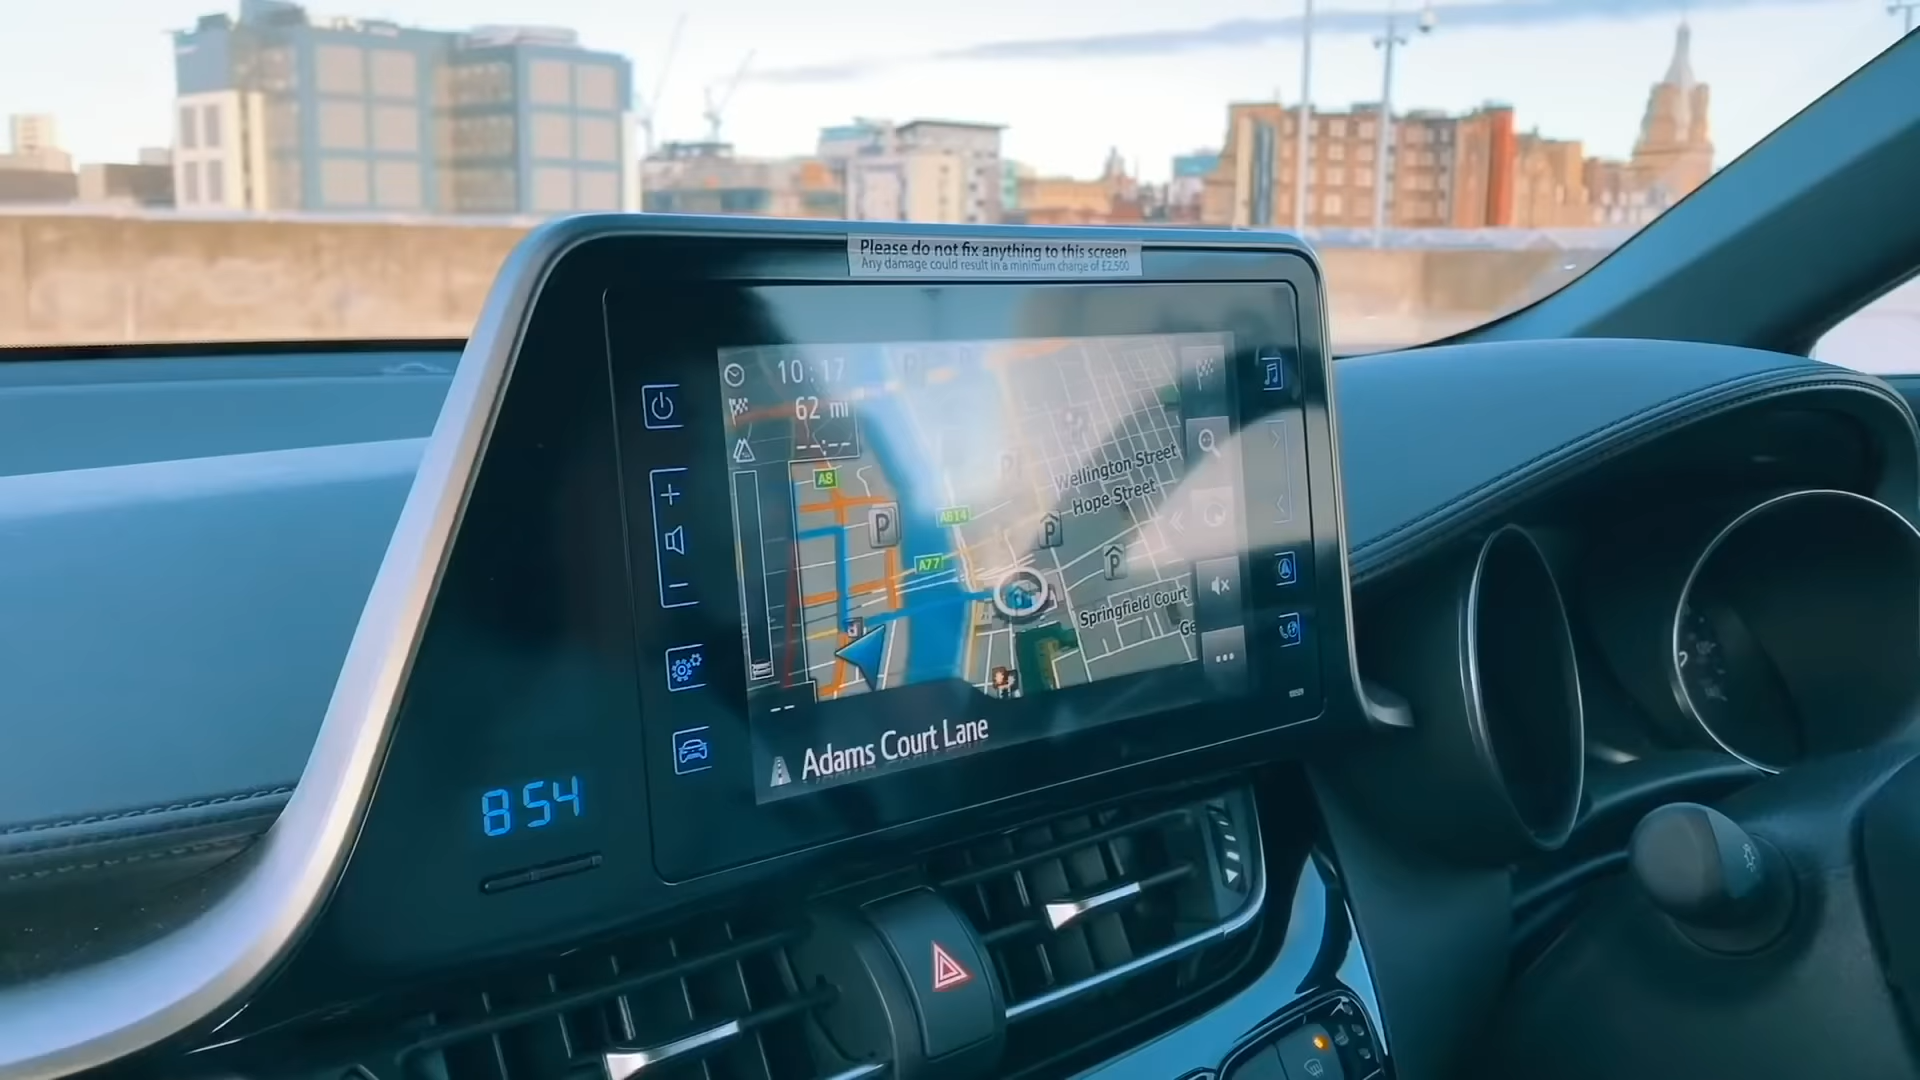 Please do not fix anything to this screen
Any damage could result in a minimum charge of £2,500
10:17
62 mi
--:--
A8
P
A814
A77
Wellington Street
Hope Street
P
P
Springfield Court
Ge
--
Adams Court Lane
8 54